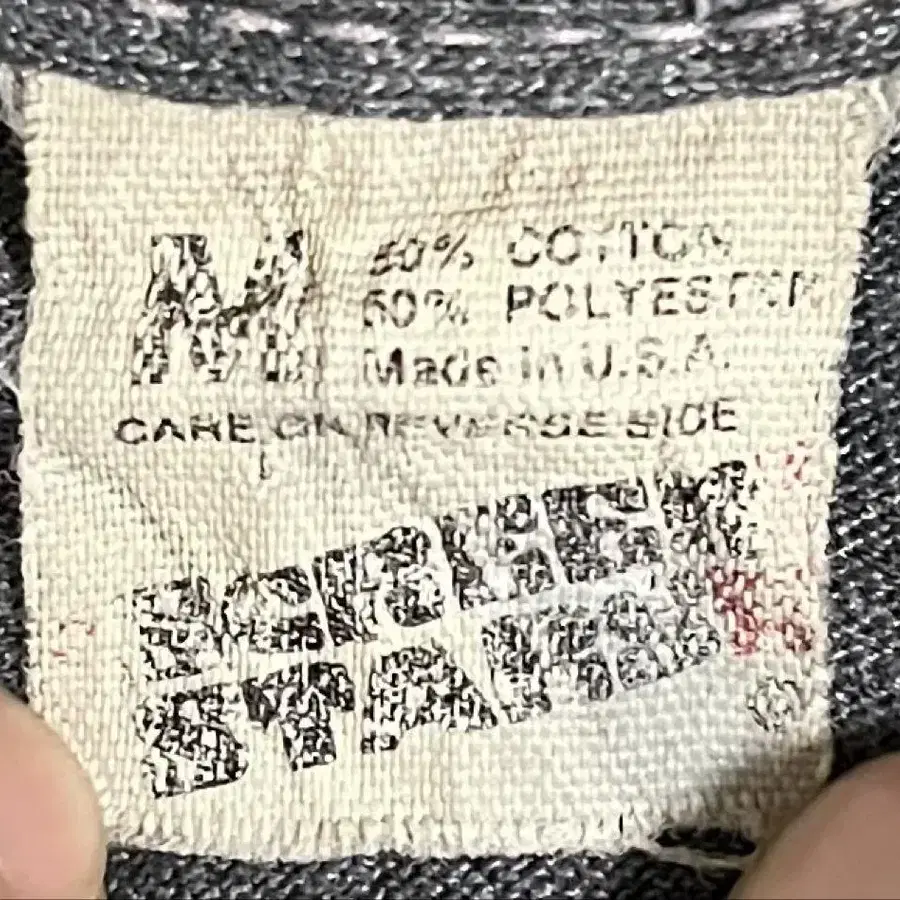 M
50% COTTON
50% POLYESTER
Made in U.S.A.
CARE ON REVERSE SIDE
SCREEN
STARS